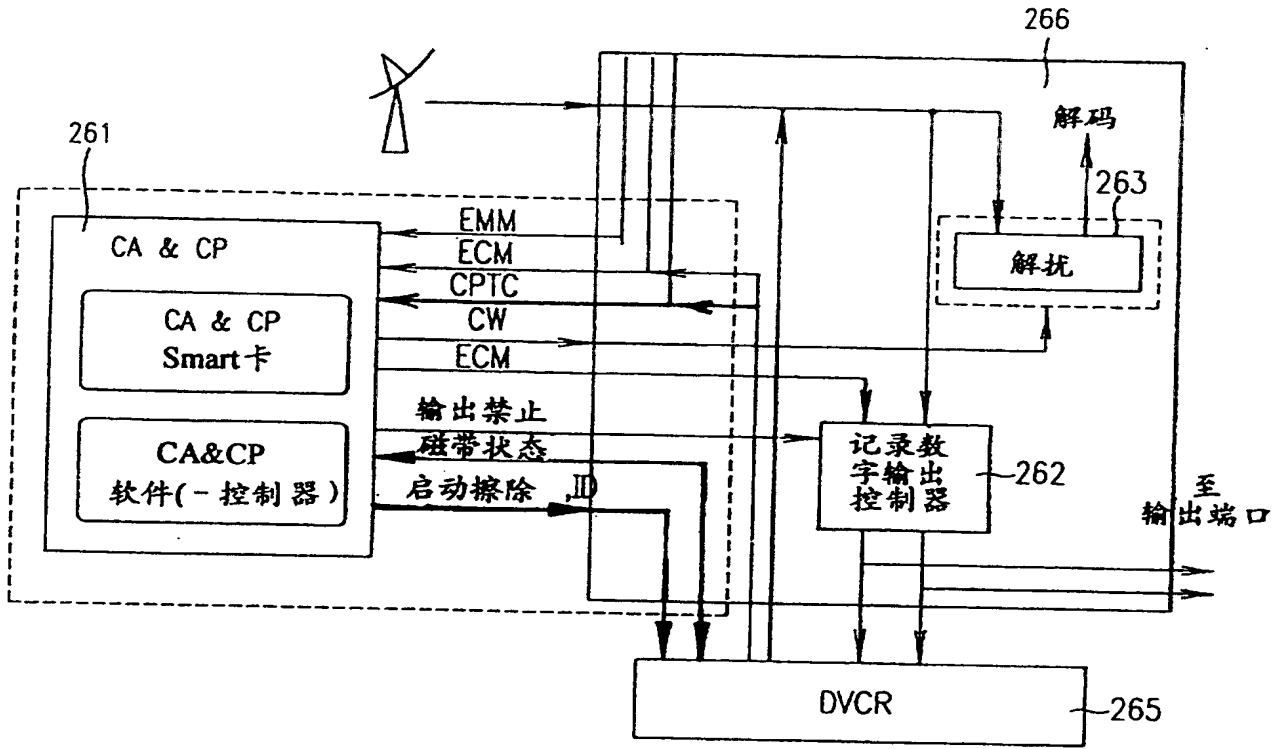 266
解码
261
263
EMM
CA & CP
ECM
解扰
CPTC
CA & CP
Smart卡
CW
ECM
输出禁止
磁带状态
记录数
字输出
控制器
262
CA&CP
软件(-控制器)
启动擦除 ,ID
至
输出端口
DVCR
265